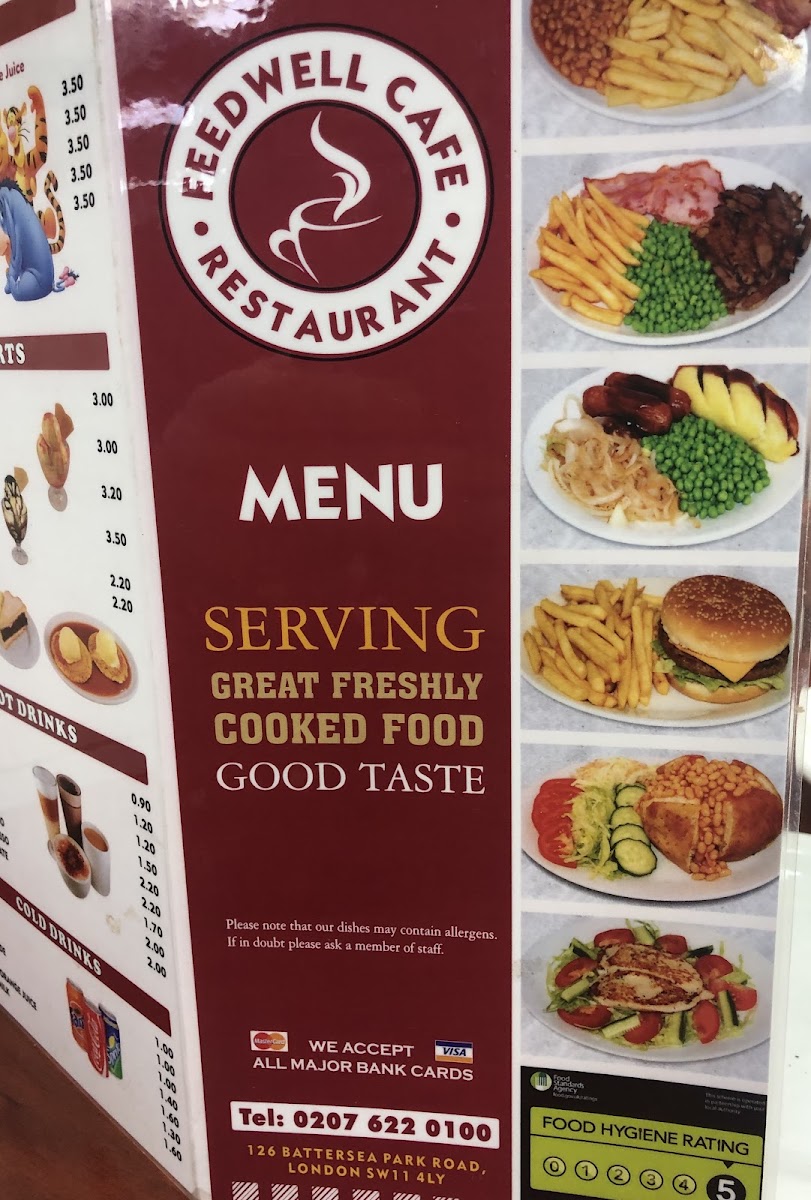 Juice
3.50
3.50
3.50
3.50
3.50
3.00
3.00
3.20
3.50
2.20
2.20
DRINKS
0.90
1.20
1.20
1.50
2.20
2.20
1.70
2.00
2.00
COLD DRINKS
ORANGE JUICE
1.00
1.00
1.00
1.40
1.60
1.30
1.60
FEEDWELL CAFE
• RESTAURANT •
MENU
SERVING
GREAT FRESHLY
COOKED FOOD
GOOD TASTE
Please note that our dishes may contain allergens.
If in doubt please ask a member of staff.
MasterCard
WE ACCEPT
VISA
ALL MAJOR BANK CARDS
Tel: 0207 622 0100
126 BATTERSEA PARK ROAD,
LONDON SW11 4LY
Food
Standards
Agency
FOOD HYGIENE RATING
0 1 2 3 4 5